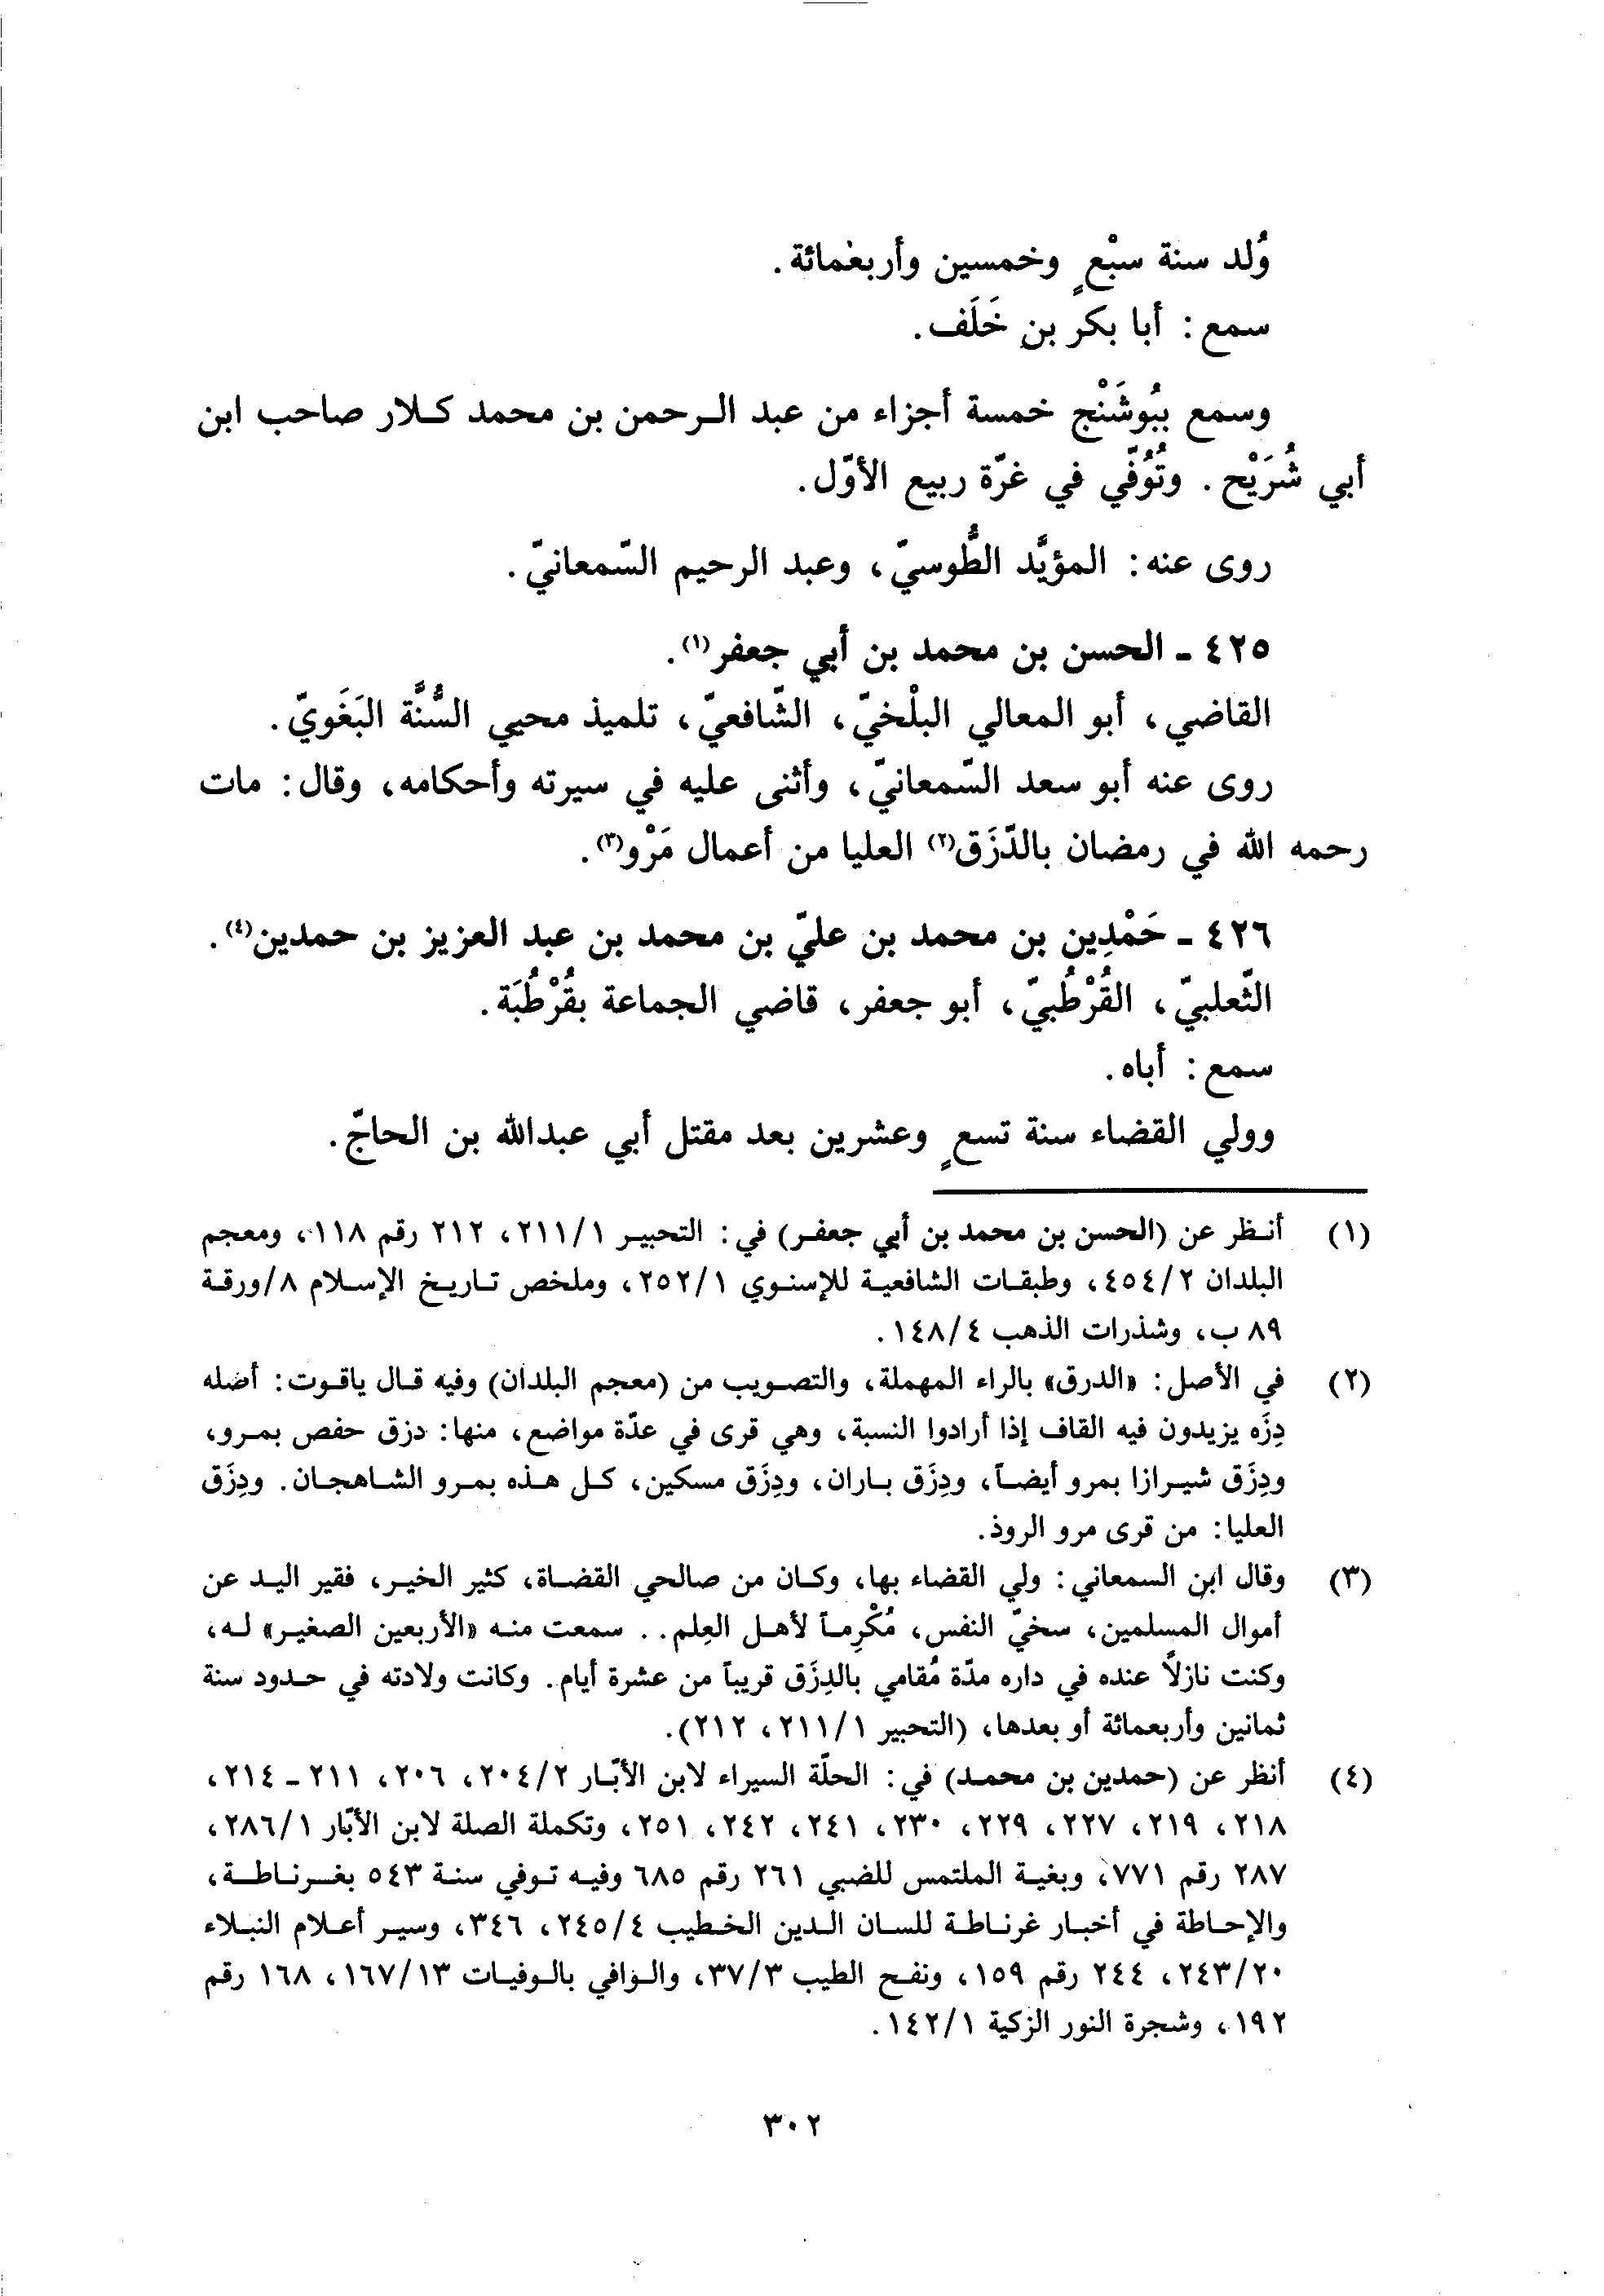 وُلد سنة سبْعٍ وخمسين وأربعمائة.
سمع: أبا بكر بن خَلَف.
وسمع ببُوشَنْج خمسة أجزاء من عبد الرحمن بن محمد كلار صاحب ابن
أبي شُرَيْح. وتُوُفّي في غرّة ربيع الأوّل.
روى عنه: المؤيَّد الطُّوسيّ، وعبد الرحيم السّمعانيّ.
٤٢٥ - الحسن بن محمد بن أبي جعفر(١).
القاضي، أبو المعالي البلْخيّ، الشّافعيّ، تلميذ محيي السُّنَّة البَغَويّ.
روى عنه أبو سعد السّمعانيّ، وأثنى عليه في سيرته وأحكامه، وقال: مات
رحمه الله في رمضان بالدّزَق(٢) العليا من أعمال مَرْو(٣).
٤٢٦ - حَمْدِين بن محمد بن عليّ بن محمد بن عبد العزيز بن حمدين(٤).
الثّعلبيّ، القُرْطُبيّ، أبو جعفر، قاضي الجماعة بقُرْطُبَة.
سمع: أباه.
وولي القضاء سنة تسعٍ وعشرين بعد مقتل أبي عبدالله بن الحاجّ.
(١) أنظر عن (الحسن بن محمد بن أبي جعفر) في: التحبير ٢١١/١، ٢١٢ رقم ١١٨، ومعجم
البلدان ٤٥٤/٢، وطبقات الشافعية للإسنوي ٢٥٢/١، وملخص تاريخ الإسلام ٨/ورقة
٨٩ ب، وشذرات الذهب ١٤٨/٤.
(٢) في الأصل: «الدرق» بالراء المهملة، والتصويب من (معجم البلدان) وفيه قال ياقوت: أصله
دِزَه يزيدون فيه القاف إذا أرادوا النسبة، وهي قرى في عدّة مواضع، منها: دزق حفص بمرو،
ودِزَق شيرازا بمرو أيضاً، ودِزَق باران، ودِزَق مسكين، كل هذه بمرو الشاهجان. ودِزَق
العليا: من قرى مرو الروذ.
(٣) وقال ابن السمعاني: ولي القضاء بها، وكان من صالحي القضاة، كثير الخير، فقير اليد عن
أموال المسلمين، سخيّ النفس، مُكْرِماً لأهل العِلم.. سمعت منه «الأربعين الصغير» له،
وكنت نازلاً عنده في داره مدّة مُقامي بالدِزَق قريباً من عشرة أيام. وكانت ولادته في حدود سنة
ثمانين وأربعمائة أو بعدها، (التحبير ٢١١/١، ٢١٢).
(٤) أنظر عن (حمدين بن محمد) في: الحلّة السيراء لابن الأبّار ٢٠٤/٢، ٢٠٦، ٢١١ - ٢١٤،
٢١٨، ٢١٩، ٢٢٧، ٢٢٩، ٢٣٠، ٢٤١، ٢٤٢، ٢٥١، وتكملة الصلة لابن الأبّار ٢٨٦/١،
٢٨٧ رقم ٧٧١، وبغية الملتمس للضبي ٢٦١ رقم ٦٨٥ وفيه توفي سنة ٥٤٣ بغرناطة،
والإحاطة في أخبار غرناطة للسان الدين الخطيب ٢٤٥/٤، ٣٤٦، وسير أعلام النبلاء
٢٤٣/٢٠، ٢٤٤ رقم ١٥٩، ونفح الطيب ٣٧/٣، والوافي بالوفيات ١٦٧/١٣، ١٦٨ رقم
١٩٢، وشجرة النور الزكية ١٤٢/١.
٣٠٢